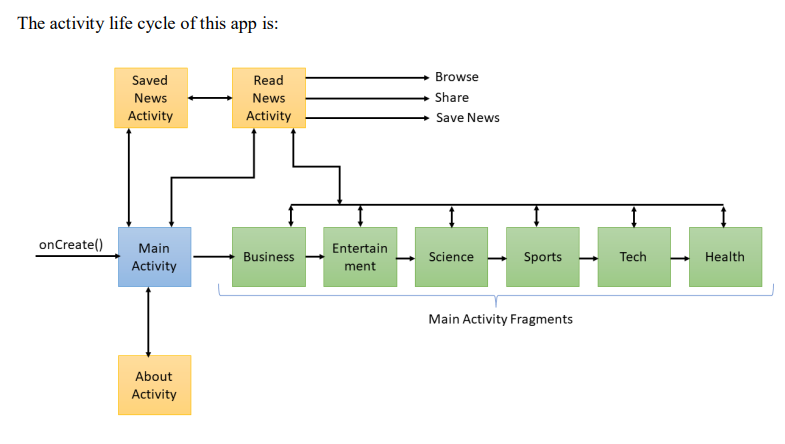 The activity life cycle of this app is:
Saved
News
Activity
Read
News
Activity
Browse
Share
Save News
onCreate()
Main
Activity
Business
Entertain
ment
Science
Sports
Tech
Health
Main Activity Fragments
About
Activity